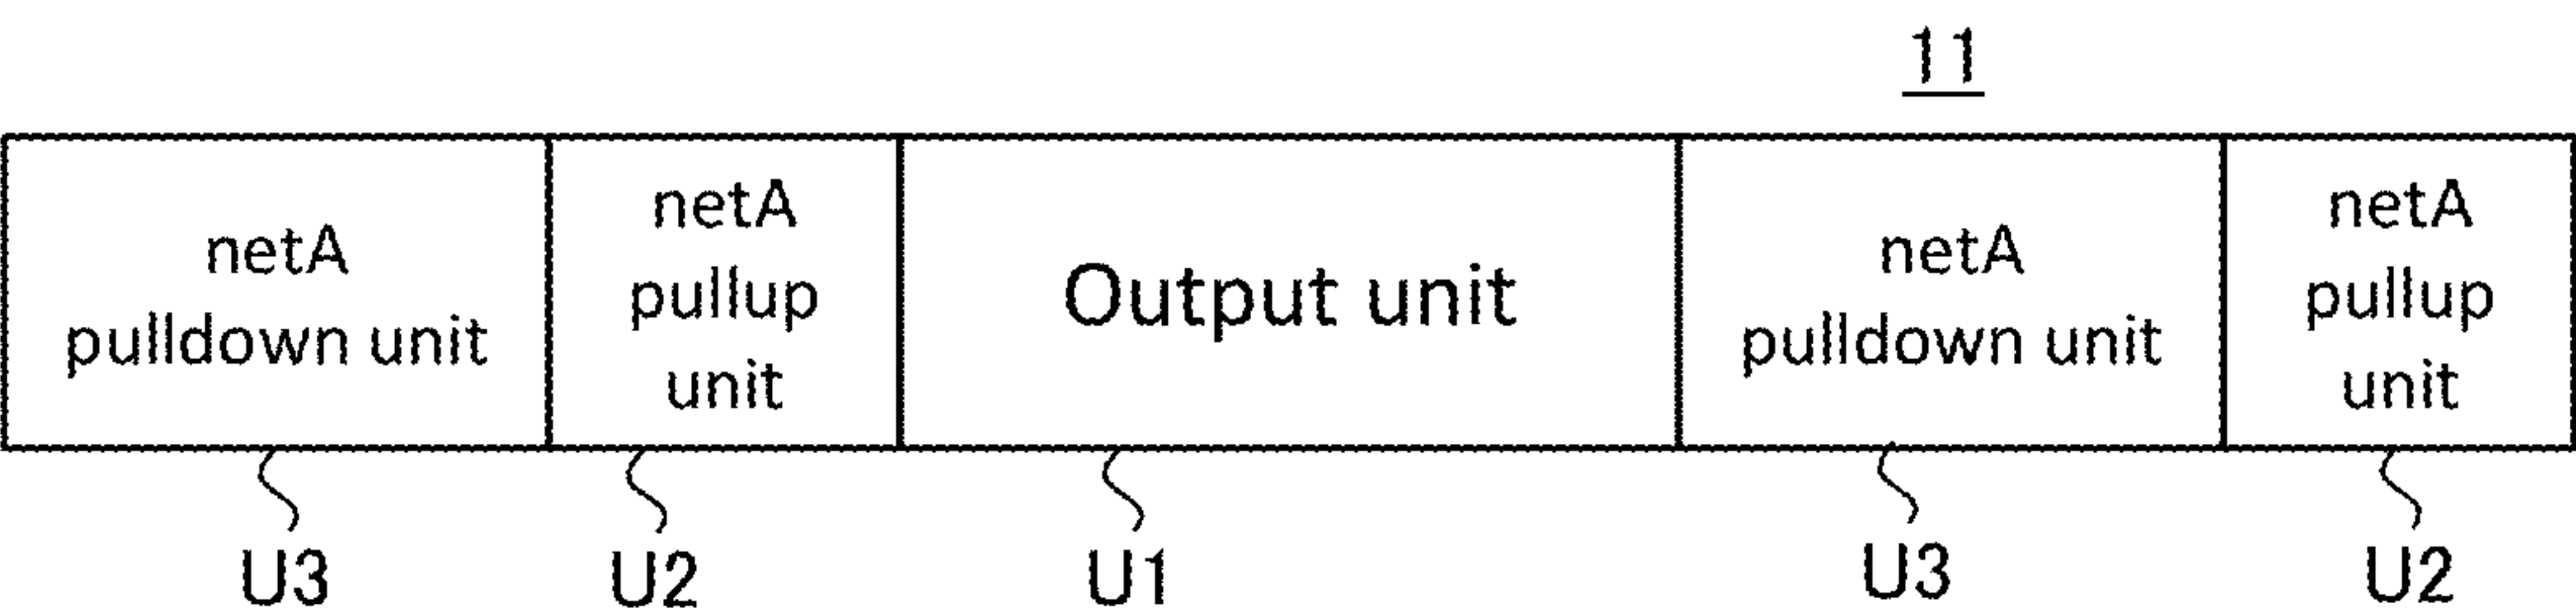 11
netA
pulldown unit
netA
pullup
unit
Output unit
netA
pulldown unit
netA
pullup
unit
U3
U2
U1
U3
U2